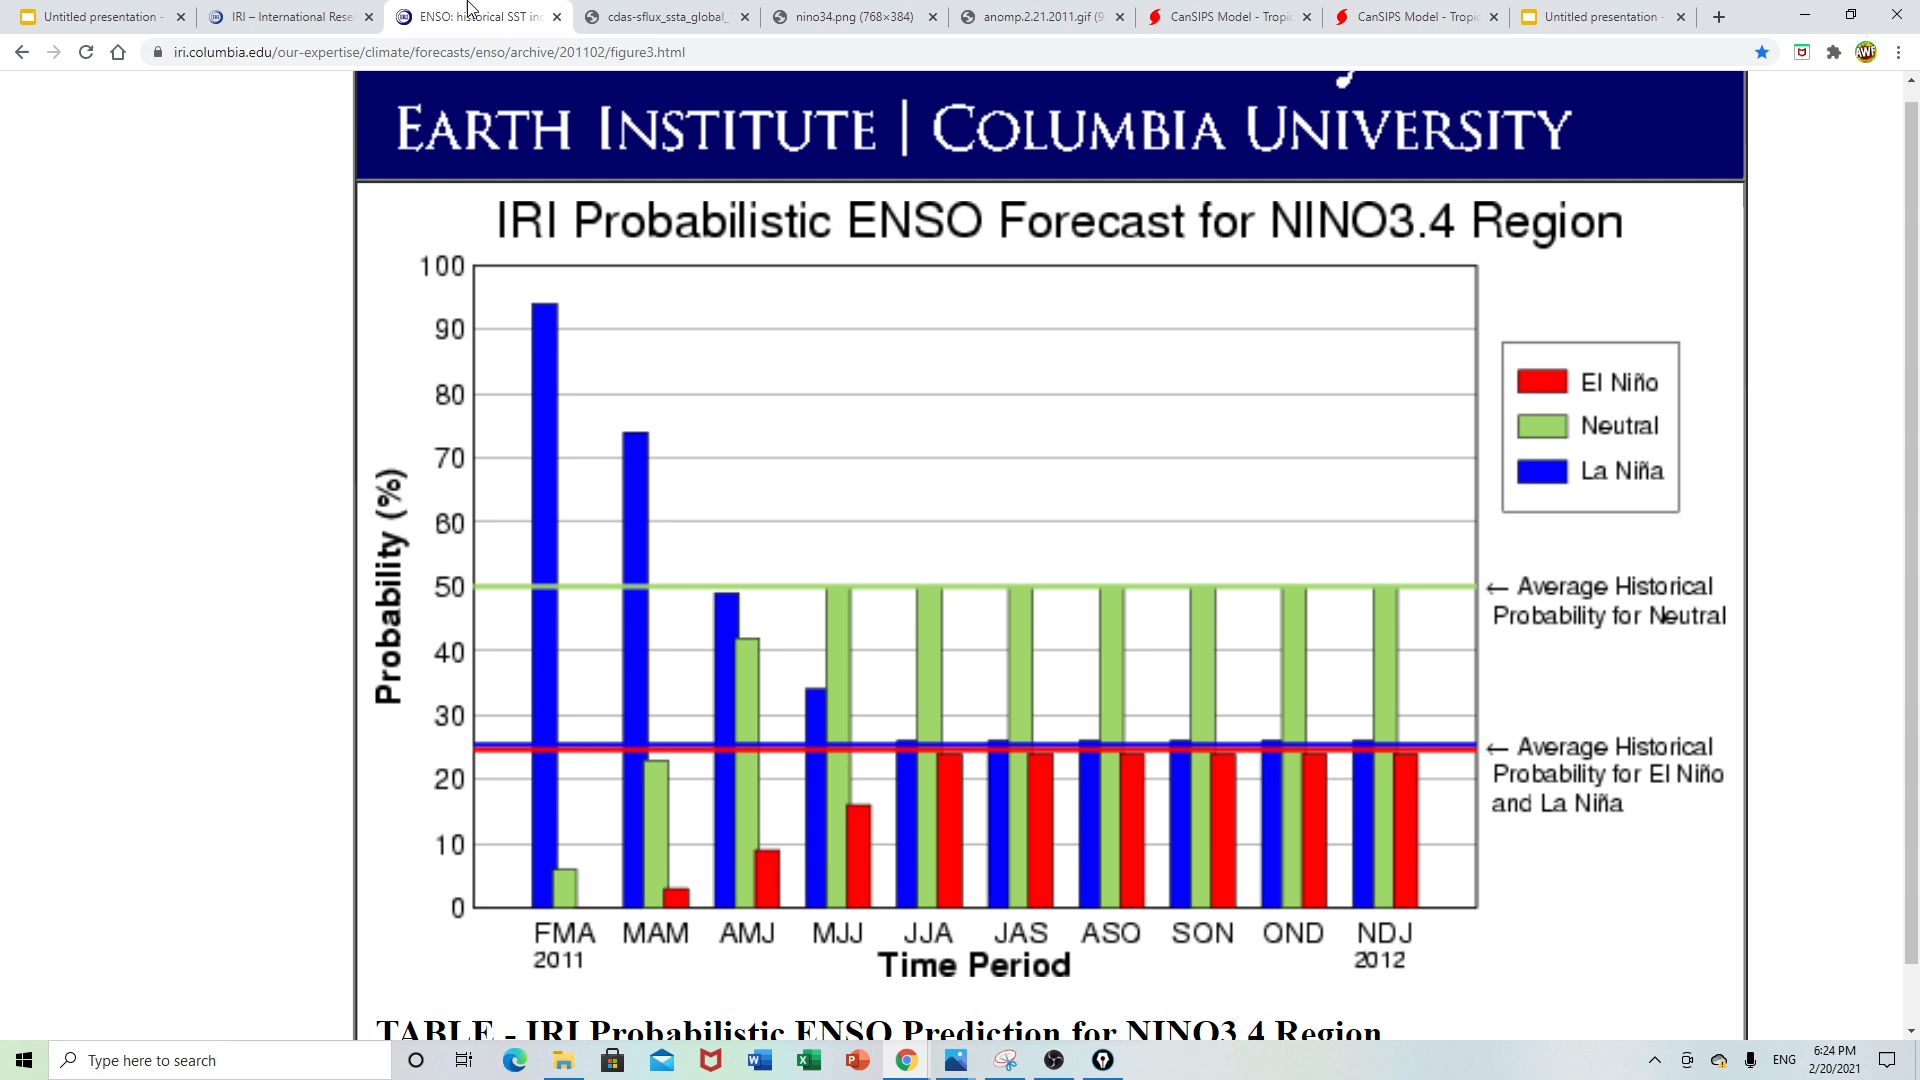 Untitled presentation -
IRI – International Rese
ENSO: historical SST in
cdas-sflux_ssta_global_
nino34.png (768×384)
anomp.2.21.2011.gif (9
CanSIPS Model - Tropic
CanSIPS Model - Tropic
Untitled presentation -
iri.columbia.edu/our-expertise/climate/forecasts/enso/archive/201102/figure3.html
AWF
EARTH INSTITUTE | COLUMBIA UNIVERSITY
IRI Probabilistic ENSO Forecast for NINO3.4 Region
Probability (%)
100
90
80
70
60
50
40
30
20
10
0
El Niño
Neutral
La Niña
← Average Historical
Probability for Neutral
← Average Historical
Probability for El Niño
and La Niña
FMA MAM AMJ MJJ JJA JAS ASO SON OND NDJ
2011 2012
Time Period
TABLE - IRI Probabilistic ENSO Prediction for NINO3.4 Region
Type here to search
ENG
6:24 PM
2/20/2021